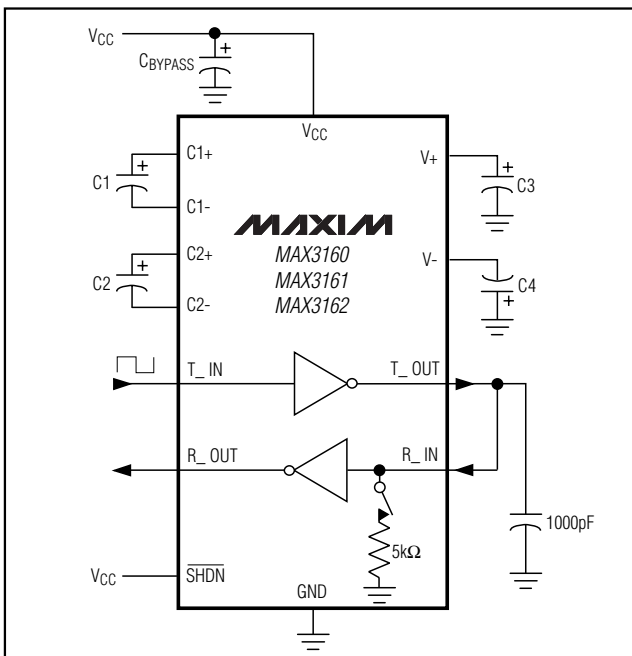 VCC
CBYPASS
+
VCC
C1+
V+
C1
+
+
C3
C1-
MAXIM
C2+
MAX3160
V-
C2
+
MAX3161
C4
C2-
MAX3162
+
T_ IN
T_ OUT
R_ OUT
R_ IN
1000pF
5kΩ
VCC
SHDN
GND